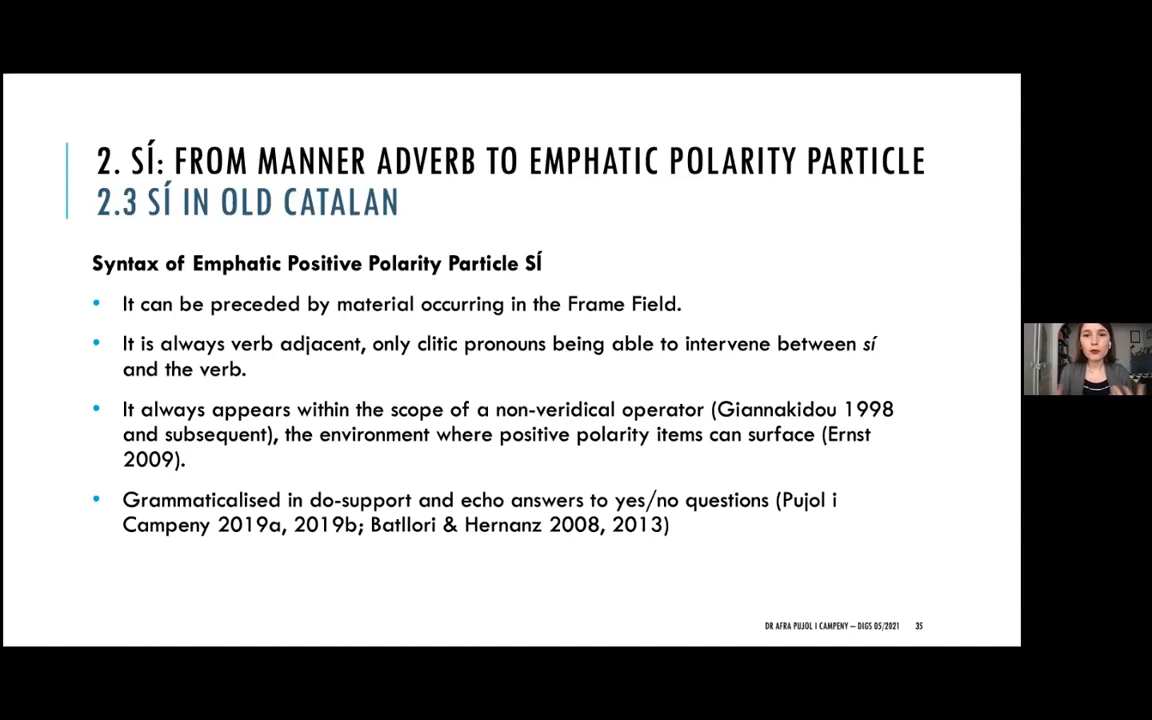 2. SÍ: FROM MANNER ADVERB TO EMPHATIC POLARITY PARTICLE
2.3 SÍ IN OLD CATALAN
Syntax of Emphatic Positive Polarity Particle SÍ
• It can be preceded by material occurring in the Frame Field.
• It is always verb adjacent, only clitic pronouns being able to intervene between sí
and the verb.
• It always appears within the scope of a non-veridical operator (Giannakidou 1998
and subsequent), the environment where positive polarity items can surface (Ernst
2009).
• Grammaticalised in do-support and echo answers to yes/no questions (Pujol i
Campeny 2019a, 2019b; Batllori & Hernanz 2008, 2013)
DR AFRA PUJOL I CAMPENY – DIGS 05/2021 35